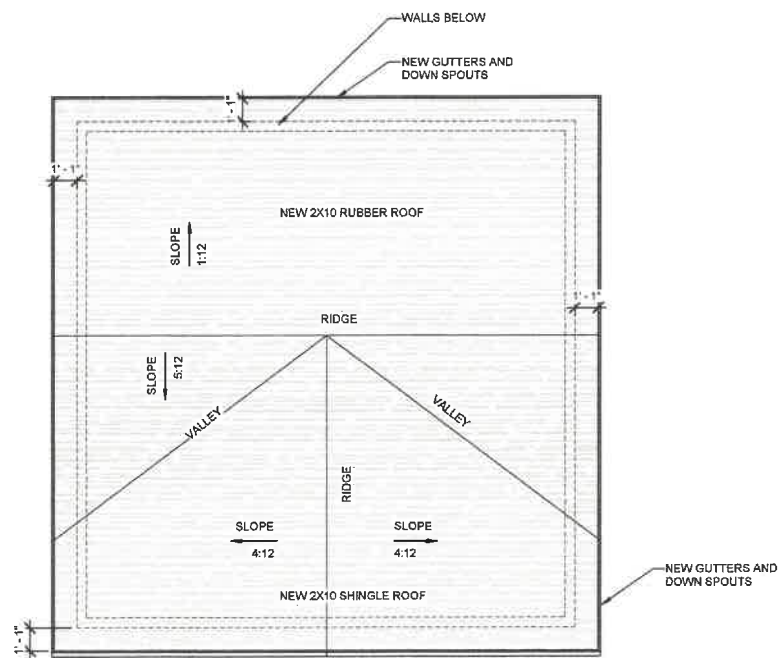 WALLS BELOW
NEW GUTTERS AND
DOWN SPOUTS
1' - 1"
1' - 1"
NEW 2X10 RUBBER ROOF
SLOPE
1:12
1' - 1"
RIDGE
SLOPE
5:12
VALLEY
VALLEY
RIDGE
SLOPE
4:12
SLOPE
4:12
NEW GUTTERS AND
DOWN SPOUTS
NEW 2X10 SHINGLE ROOF
1' - 1"